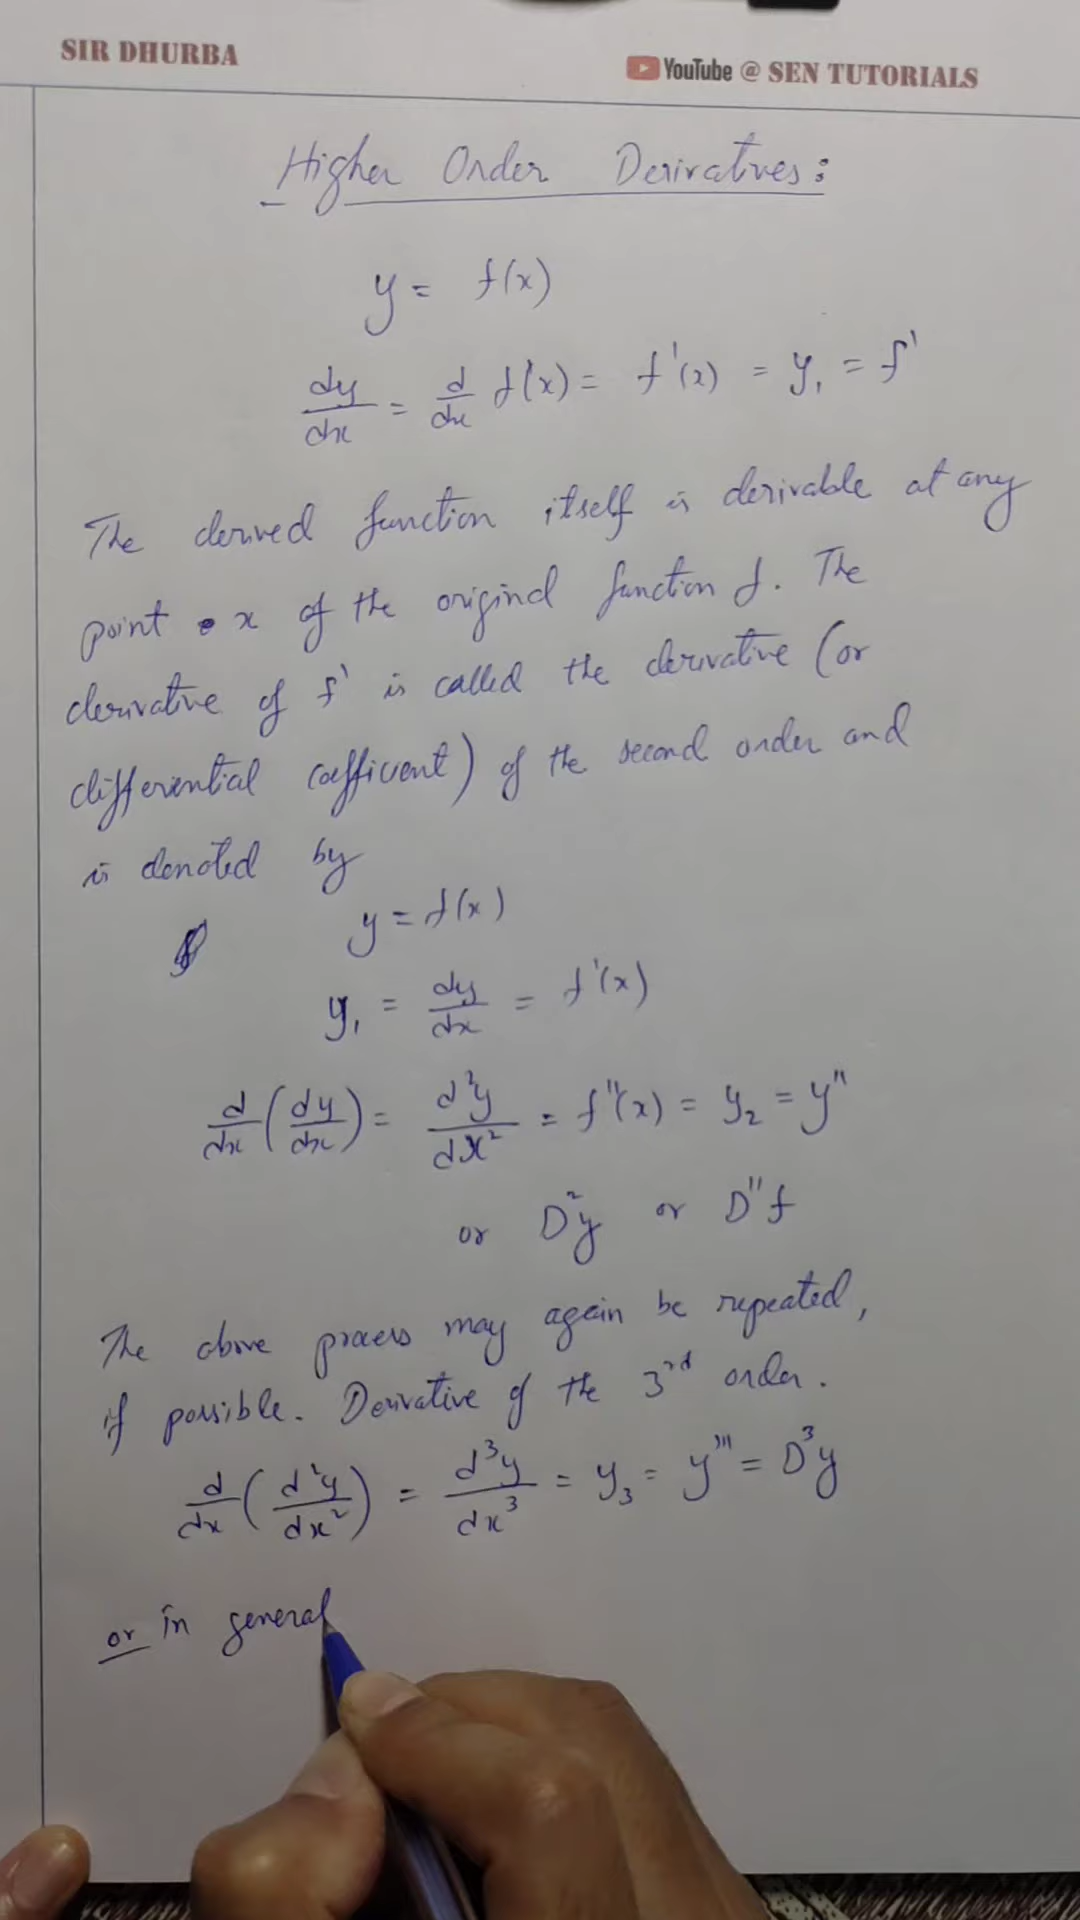 SIR DHURBA
YouTube @ SEN TUTORIALS
Higher Order Derivatives:
y = f(x)
dy/dx = d/dx f(x) = f'(x) = y₁ = f'
The derived function itself is derivable at any
point x of the original function f. The
derivative of f' is called the derivative (or
differential coefficient) of the second order and
is denoted by
y = f(x)
y₁ = dy/dx = f'(x)
d/dx (dy/dx) = d²y/dx² = f''(x) = y₂ = y''
or D²y or D''f
The above process may again be repeated,
if possible. Derivative of the 3rd order.
d/dx (d²y/dx²) = d³y/dx³ = y₃ = y''' = D³y
or in general